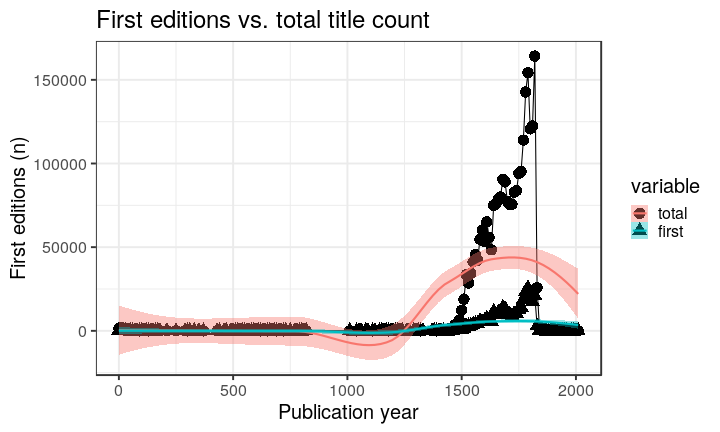 First editions vs. total title count
First editions (n)
150000
100000
50000
0
0 500 1000 1500 2000
Publication year
variable
total
first